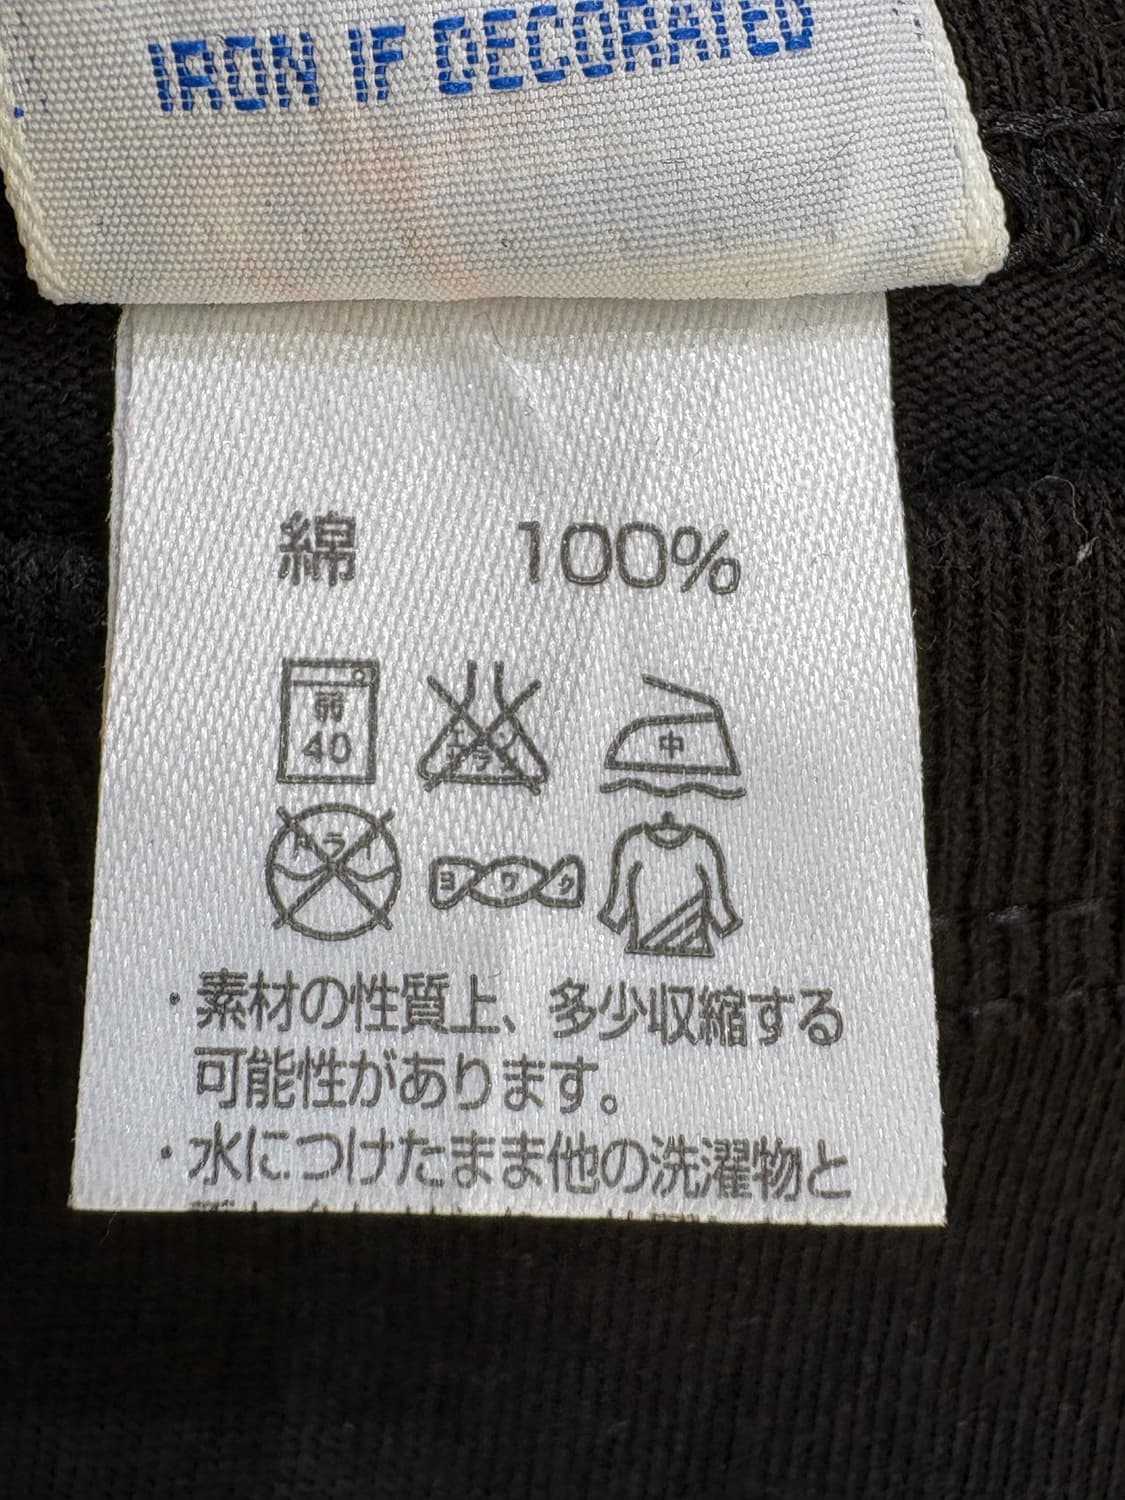 IRON IF DECORATED
綿 100%
弱
40
エンソ
サラシ
中
ドライ
ヨワク
・素材の性質上、多少収縮する
可能性があります。
・水につけたまま他の洗濯物と